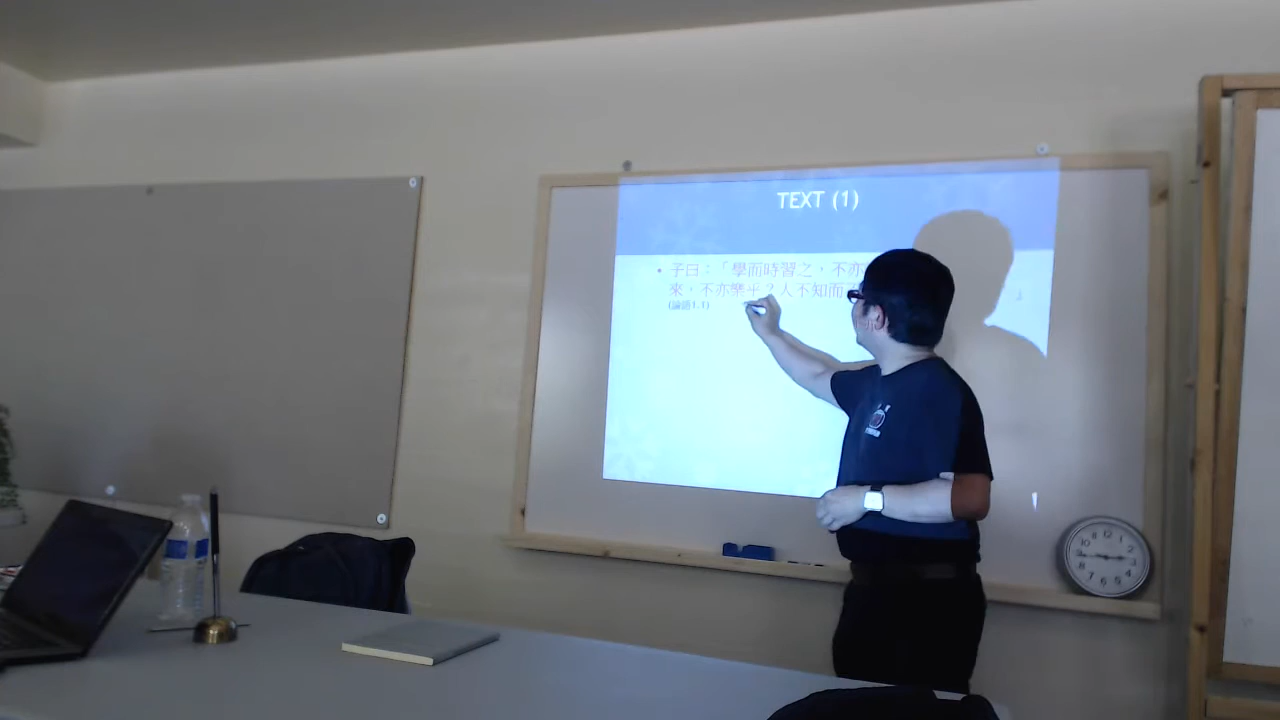 TEXT (1)
• 子曰：「學而時習之，不亦
來，不亦樂乎？人不知而不
(論語1.1)